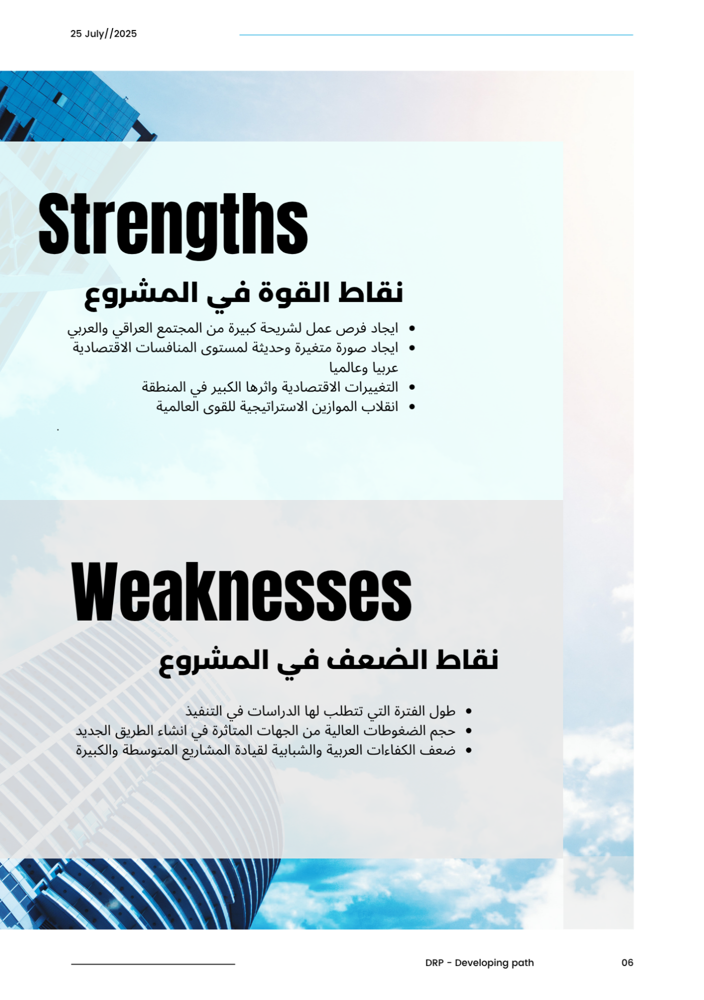 25 July//2025
Strengths
نقاط القوة في المشروع
• ايجاد فرص عمل لشريحة كبيرة من المجتمع العراقي والعربي
• ايجاد صورة متغيرة وحديثة لمستوى المنافسات الاقتصادية
عربيا وعالميا
• التغييرات الاقتصادية واثرها الكبير في المنطقة
• انقلاب الموازين الاستراتيجية للقوى العالمية
.
Weaknesses
نقاط الضعف في المشروع
• طول الفترة التي تتطلب لها الدراسات في التنفيذ
• حجم الضغوطات العالية من الجهات المتاثرة في انشاء الطريق الجديد
• ضعف الكفاءات العربية والشبابية لقيادة المشاريع المتوسطة والكبيرة
DRP - Developing path
06